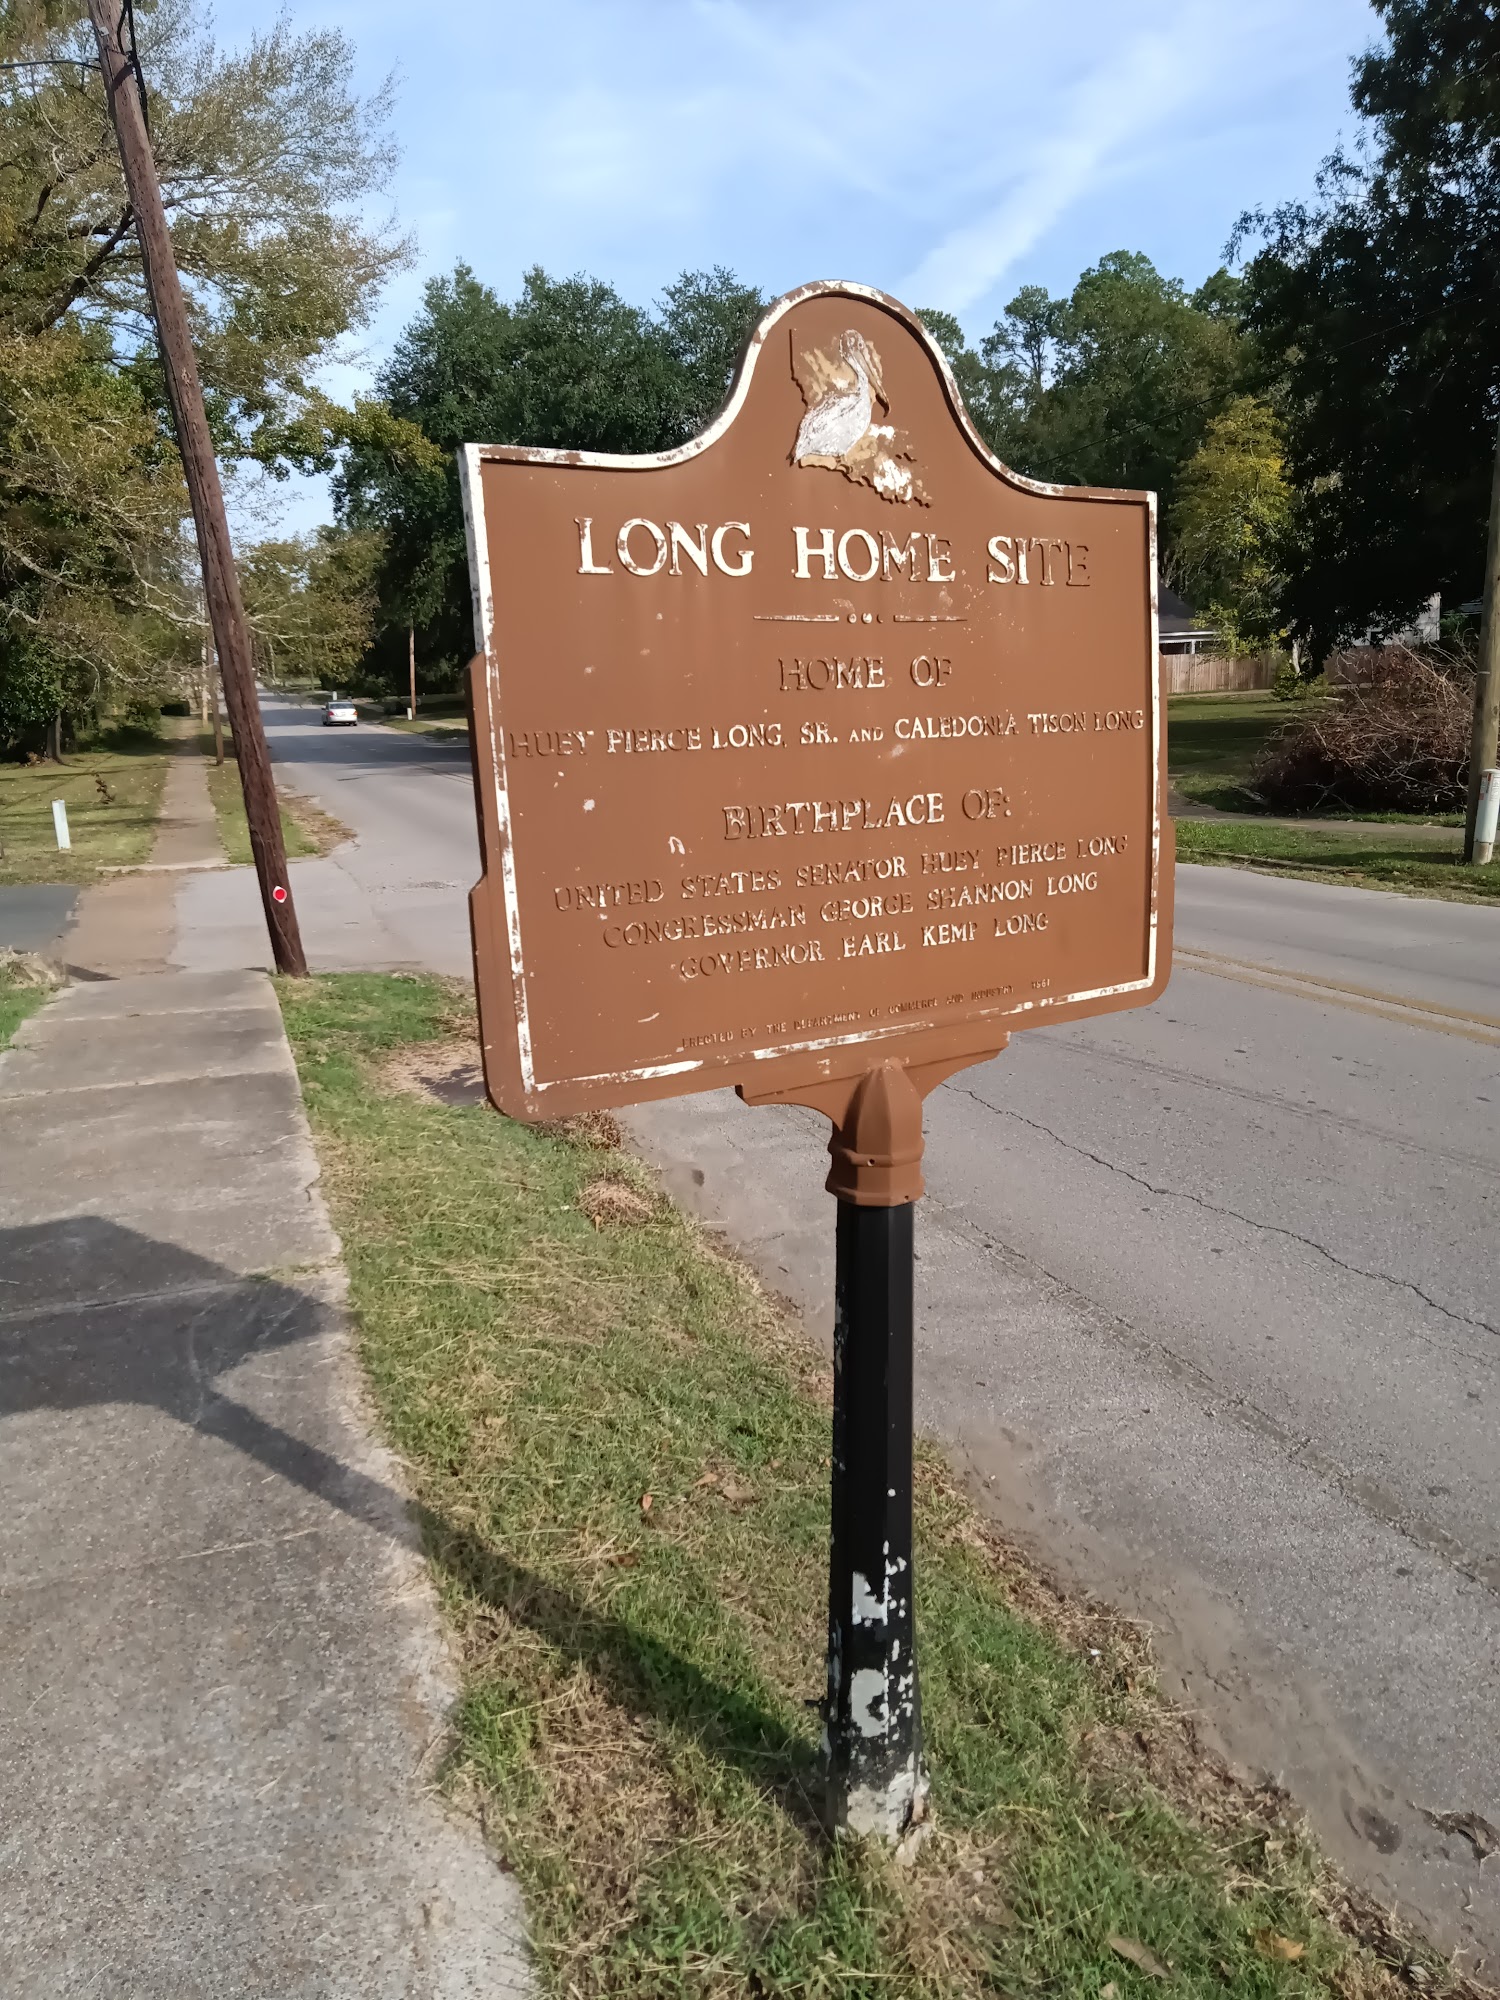 LONG HOME SITE
HOME OF
HUEY PIERCE LONG, SR. AND CALEDONIA TISON LONG
BIRTHPLACE OF:
UNITED STATES SENATOR HUEY PIERCE LONG
CONGRESSMAN GEORGE SHANNON LONG
GOVERNOR EARL KEMP LONG
ERECTED BY THE DEPARTMENT OF COMMERCE AND INDUSTRY 1961